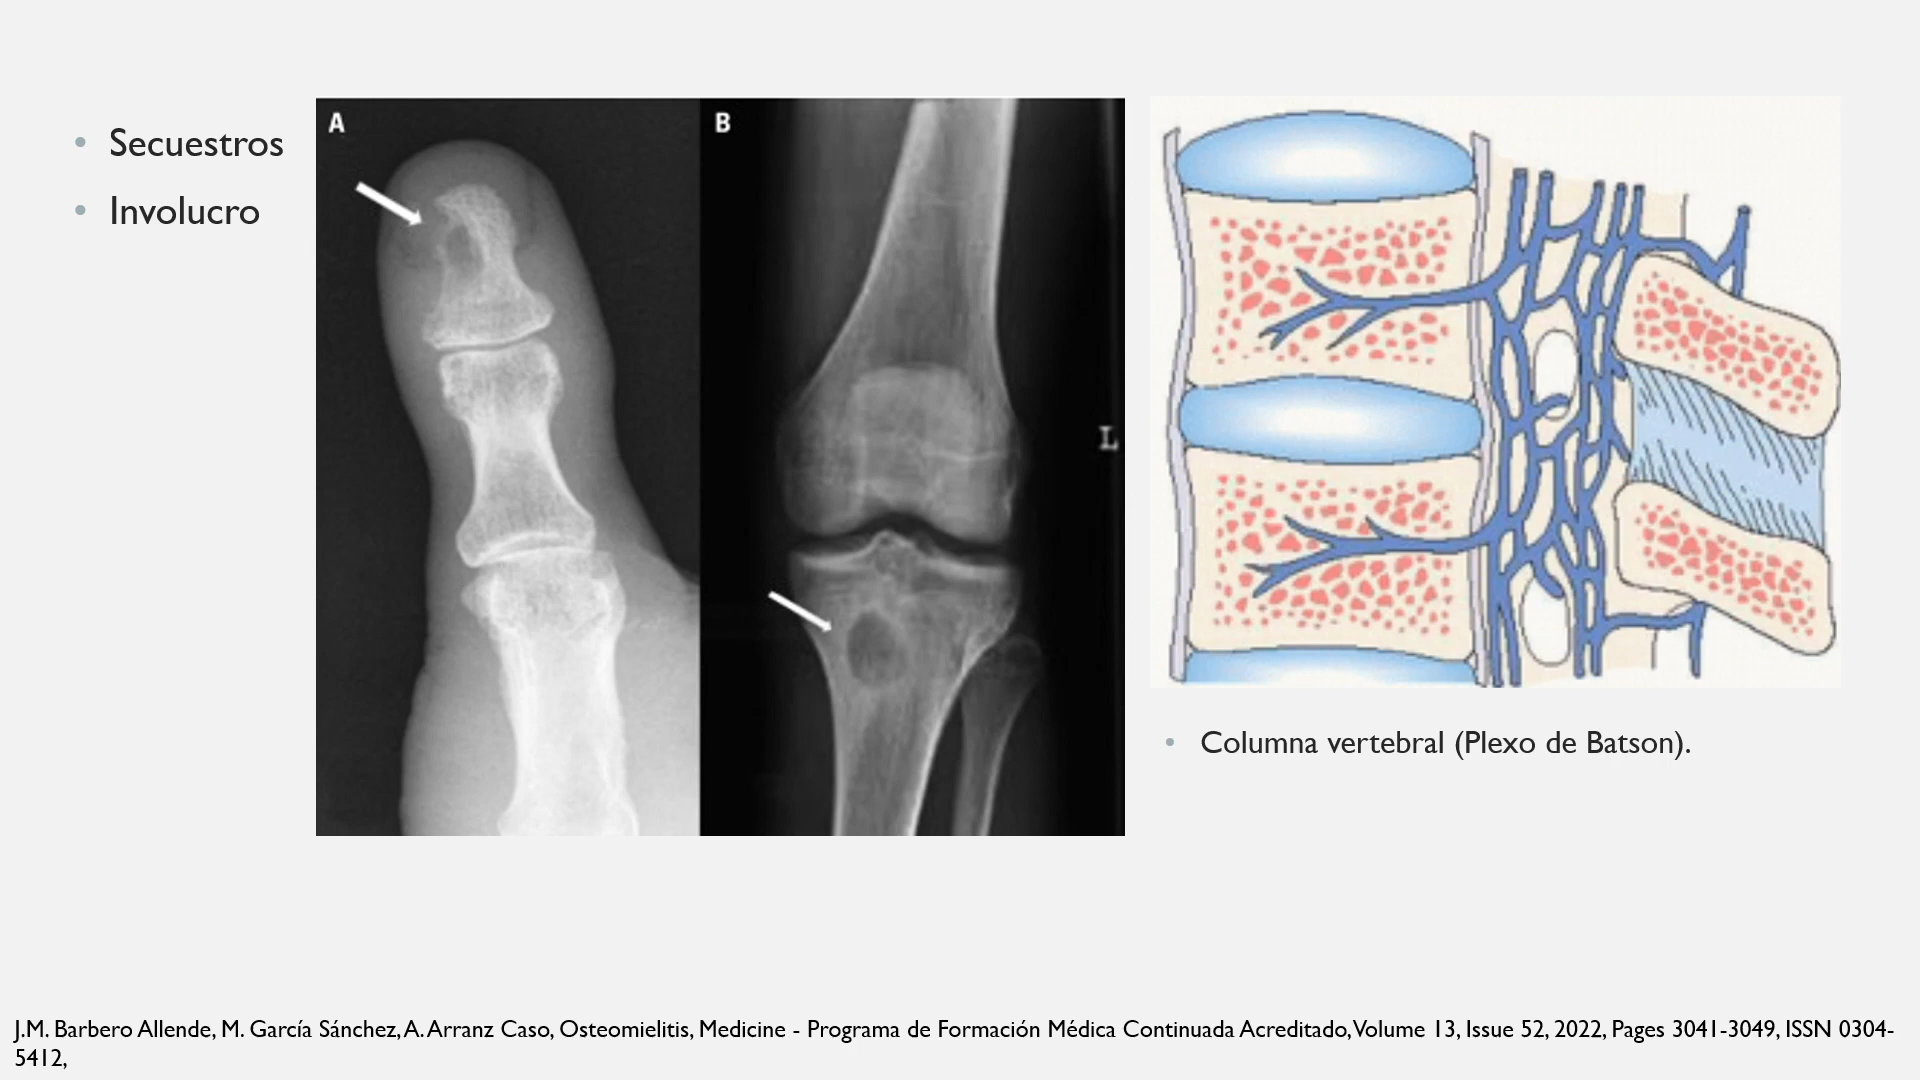 Secuestros
Involucro
A
B
L
Columna vertebral (Plexo de Batson).
J.M. Barbero Allende, M. García Sánchez, A. Arranz Caso, Osteomielitis, Medicine - Programa de Formación Médica Continuada Acreditado, Volume 13, Issue 52, 2022, Pages 3041-3049, ISSN 0304-
5412,